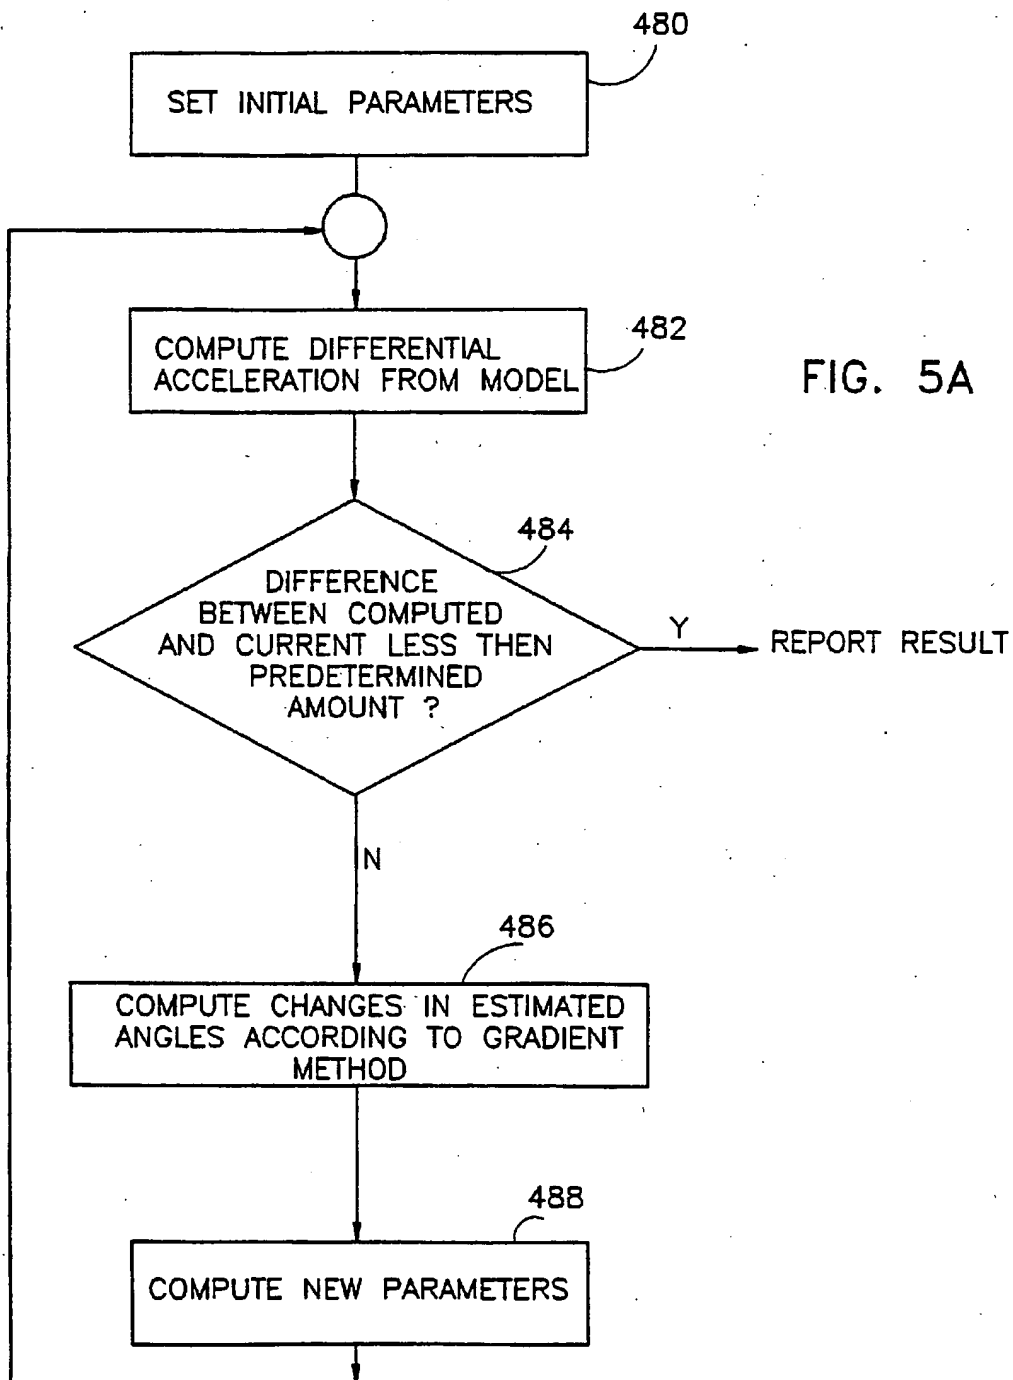 480
SET INITIAL PARAMETERS
482
COMPUTE DIFFERENTIAL
ACCELERATION FROM MODEL
FIG. 5A
484
DIFFERENCE
BETWEEN COMPUTED
AND CURRENT LESS THEN
PREDETERMINED
AMOUNT ?
Y
REPORT RESULT
N
486
COMPUTE CHANGES IN ESTIMATED
ANGLES ACCORDING TO GRADIENT
METHOD
488
COMPUTE NEW PARAMETERS